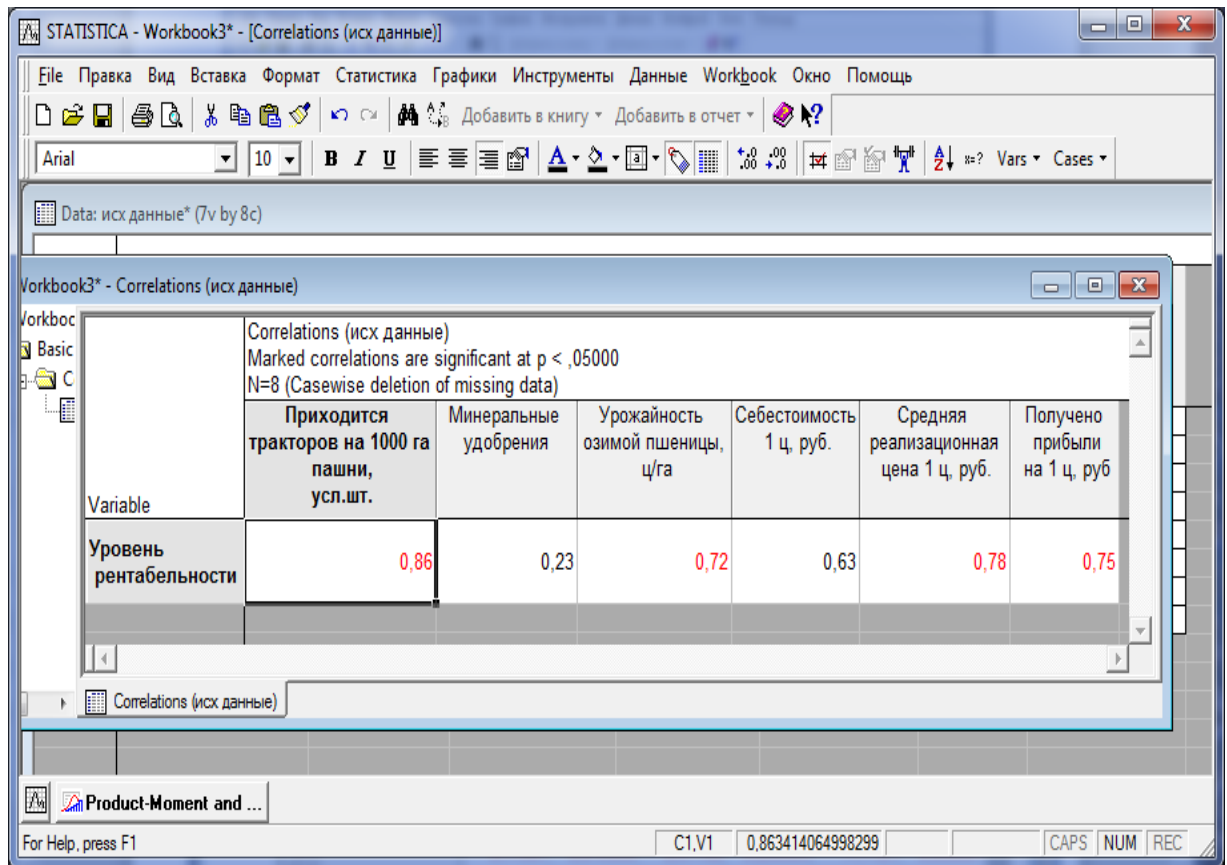 STATISTICA - Workbook3* - [Correlations (исх данные)]
File Правка Вид Вставка Формат Статистика Графики Инструменты Данные Workbook Окно Помощь
Добавить в книгу Добавить в отчет
Arial 10 B I U A a .00 .00 A Z x=? Vars Cases
Data: исх данные* (7v by 8c)
Workbook3* - Correlations (исх данные)
Basic
Correlations (исх данные)
Marked correlations are significant at p < ,05000
N=8 (Casewise deletion of missing data)
Variable
Приходится
тракторов на 1000 га
пашни,
усл.шт.
Минеральные
удобрения
Урожайность
озимой пшеницы,
ц/га
Себестоимость
1 ц, руб.
Средняя
реализационная
цена 1 ц, руб.
Получено
прибыли
на 1 ц, руб
Уровень
рентабельности
0,86 0,23 0,72 0,63 0,78 0,75
Correlations (исх данные)
Product-Moment and ...
For Help, press F1 C1,V1 0,863414064998299 CAPS NUM REC